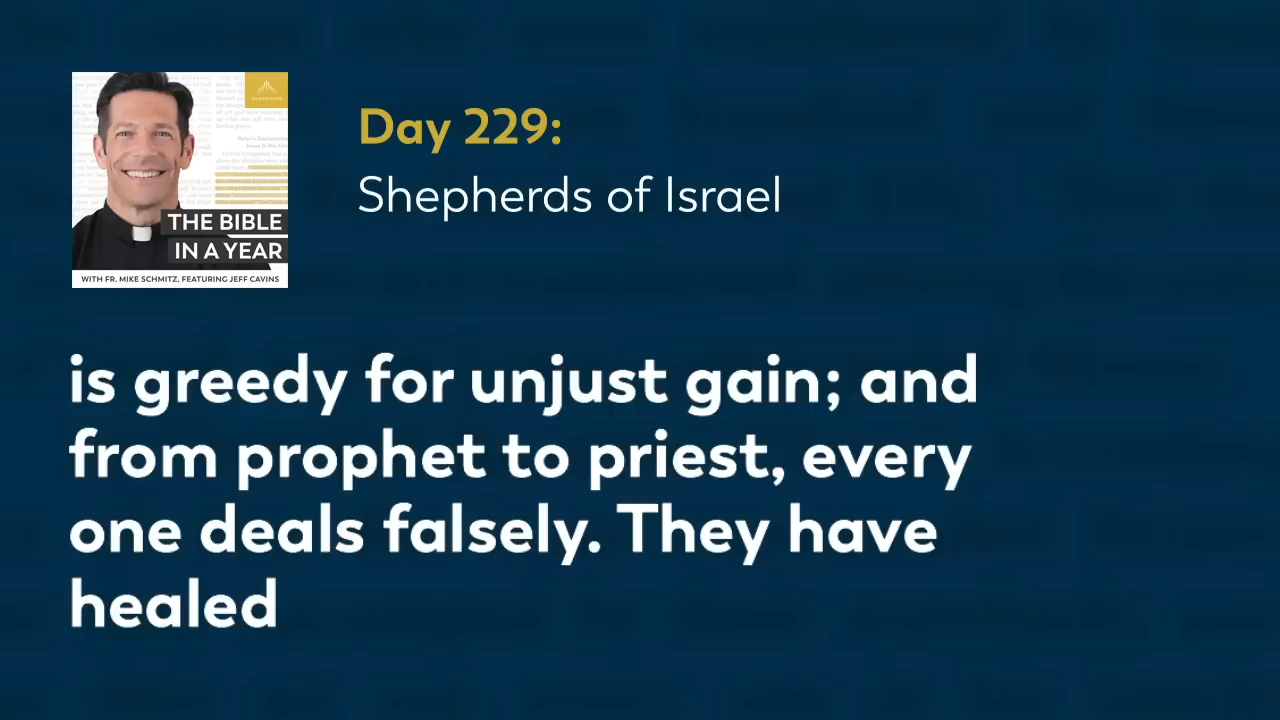 Day 229:
Shepherds of Israel
THE BIBLE
IN A YEAR
WITH FR. MIKE SCHMITZ, FEATURING JEFF CAVINS
is greedy for unjust gain; and
from prophet to priest, every
one deals falsely. They have
healed